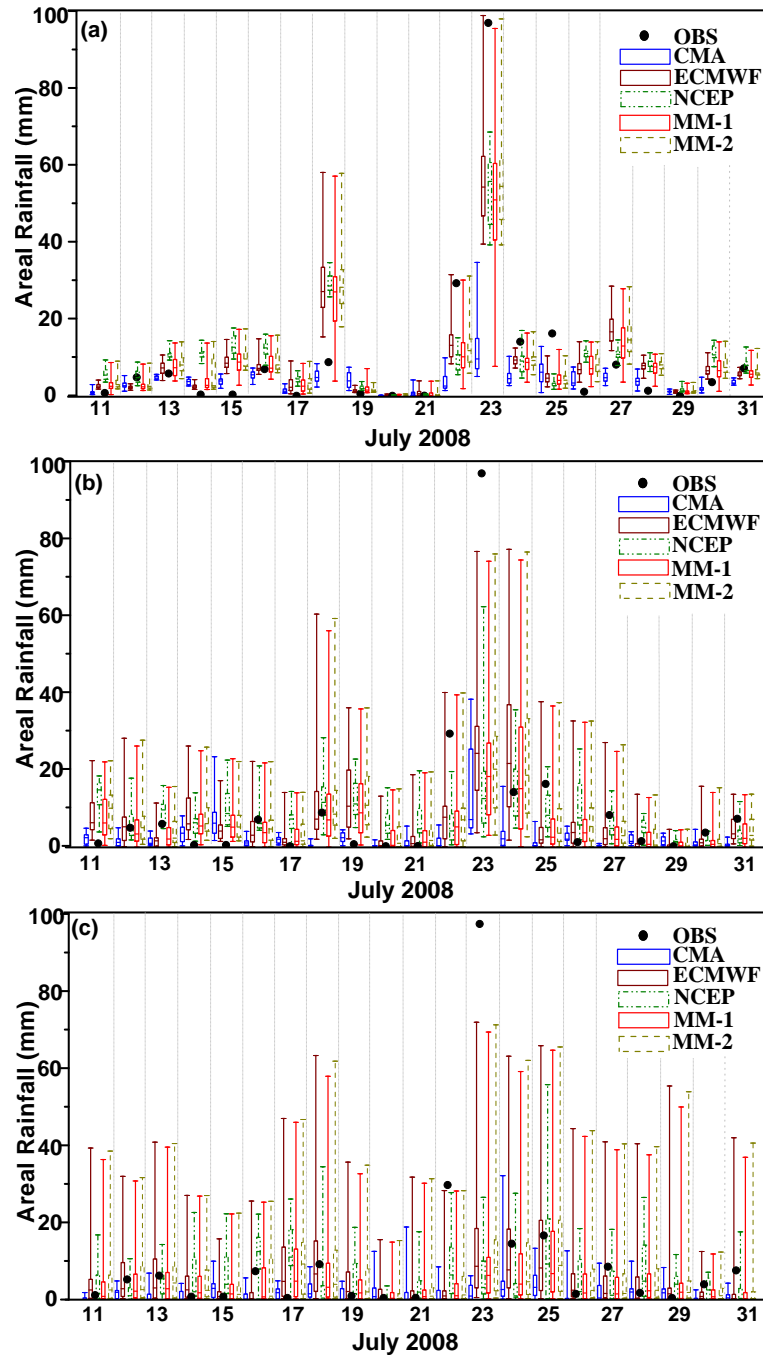 (a)
100
80
60
40
20
0
Areal Rainfall (mm)
OBS
CMA
ECMWF
NCEP
MM-1
MM-2
11 13 15 17 19 21 23 25 27 29 31
July 2008
(b)
100
80
60
40
20
0
Areal Rainfall (mm)
OBS
CMA
ECMWF
NCEP
MM-1
MM-2
11 13 15 17 19 21 23 25 27 29 31
July 2008
(c)
100
80
60
40
20
0
Areal Rainfall (mm)
OBS
CMA
ECMWF
NCEP
MM-1
MM-2
11 13 15 17 19 21 23 25 27 29 31
July 2008